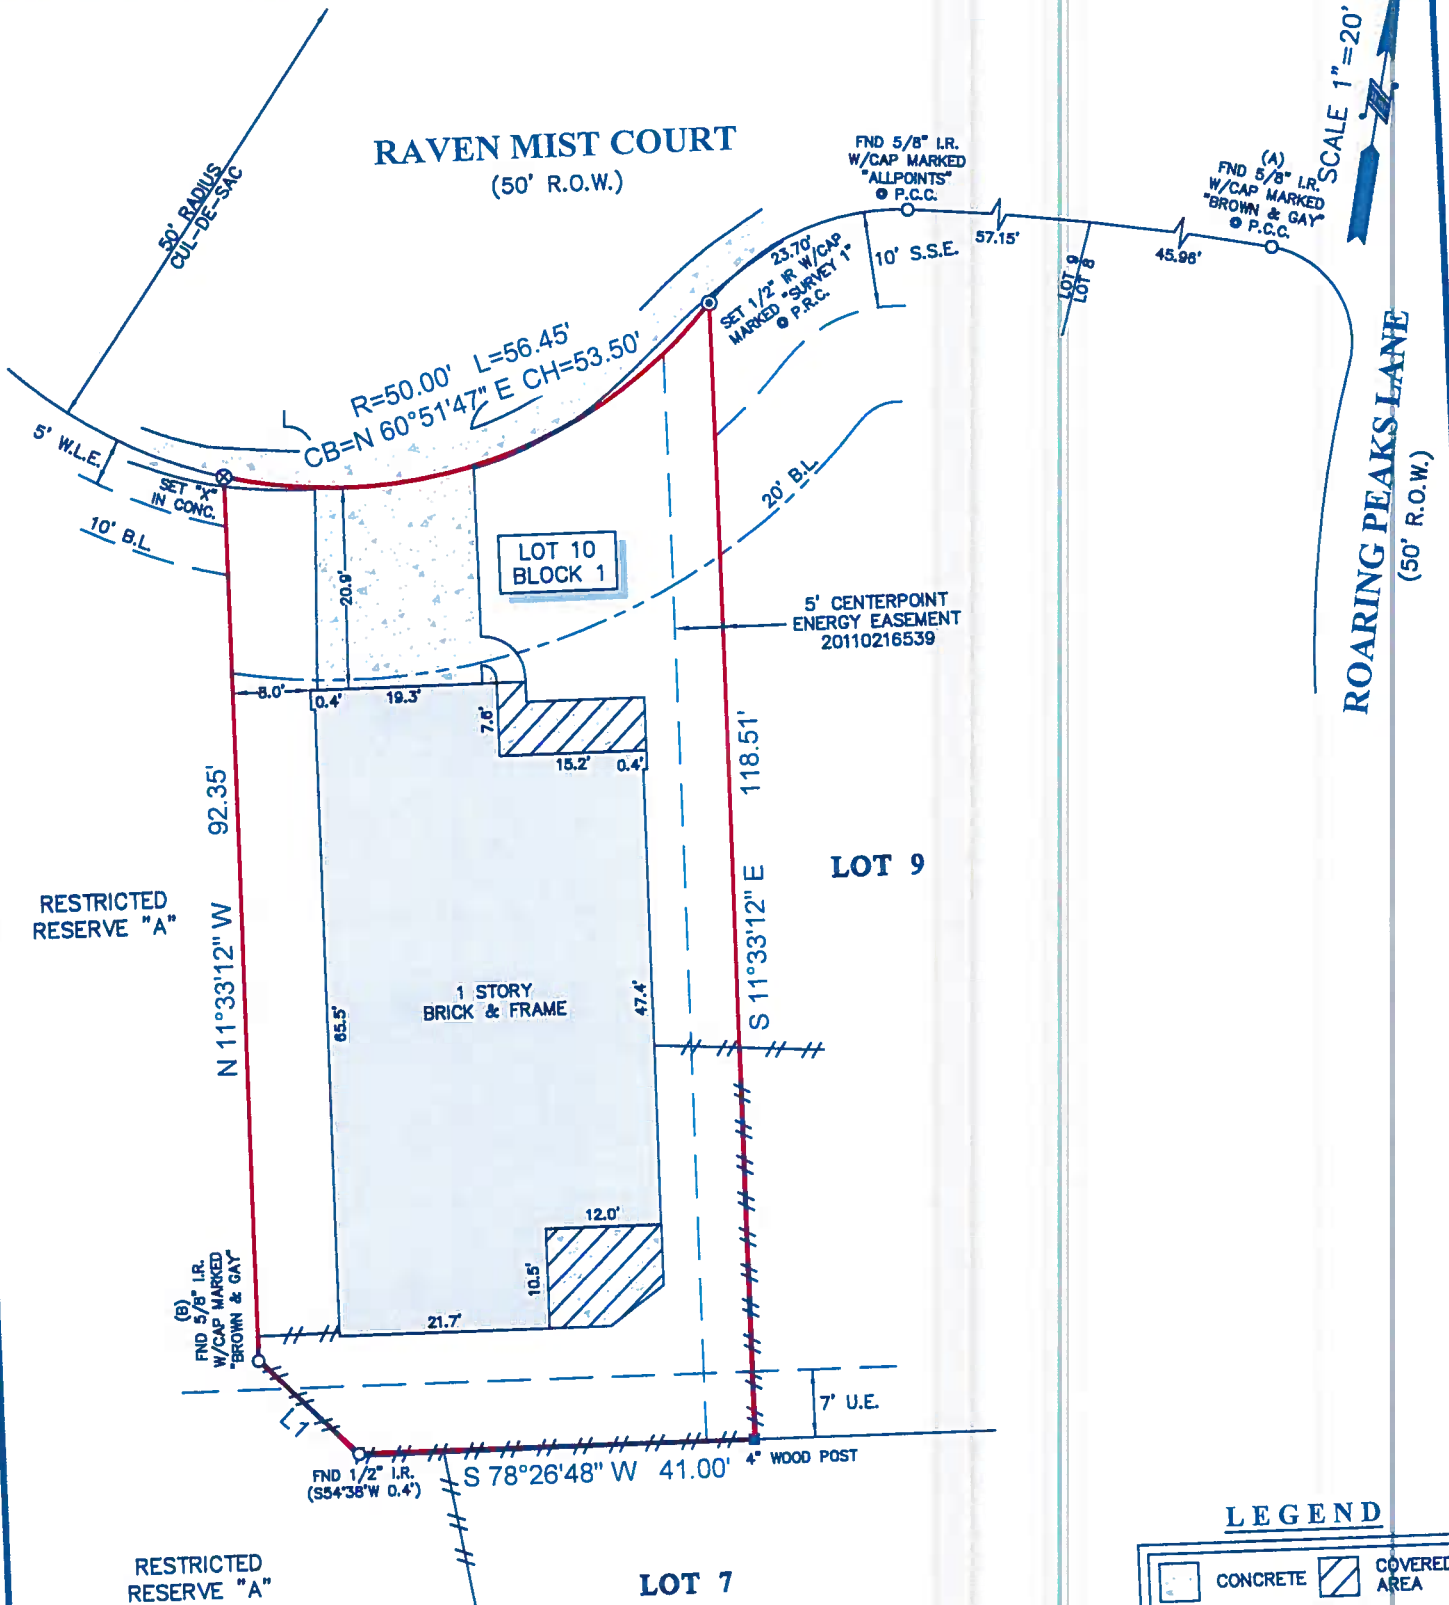 RAVEN MIST COURT
(50' R.O.W.)
50' RADIUS
CUL-DE-SAC
FND 5/8" I.R.
W/CAP MARKED
"ALLPOINTS"
@ P.C.C.
(A)
FND 5/8" I.R.
W/CAP MARKED
"BROWN & GAY"
@ P.C.C.
SCALE 1"=20'
N
57.15'
45.96'
LOT 9
LOT 8
10' S.S.E.
23.70'
SET 1/2" IR W/CAP
MARKED "SURVEY 1"
@ P.R.C.
R=50.00' L=56.45'
CB=N 60°51'47" E CH=53.50'
5' W.L.E.
SET "X"
IN CONC.
10' B.L.
20' B.L.
LOT 10
BLOCK 1
20.9'
5' CENTERPOINT
ENERGY EASEMENT
20110216539
ROARING PEAKS LANE
(50' R.O.W.)
8.0'
0.4'
19.3'
7.6'
15.2'
0.4'
N 11°33'12" W 92.35'
S 11°33'12" E 118.51'
LOT 9
RESTRICTED
RESERVE "A"
1 STORY
BRICK & FRAME
65.5'
47.4'
12.0'
10.5'
21.7'
(B)
FND 5/8" I.R.
W/CAP MARKED
"BROWN & GAY"
L1
7' U.E.
FND 1/2" I.R.
(S54°38'W 0.4')
S 78°26'48" W 41.00'
4" WOOD POST
LEGEND
CONCRETE
COVERED
AREA
RESTRICTED
RESERVE "A"
LOT 7